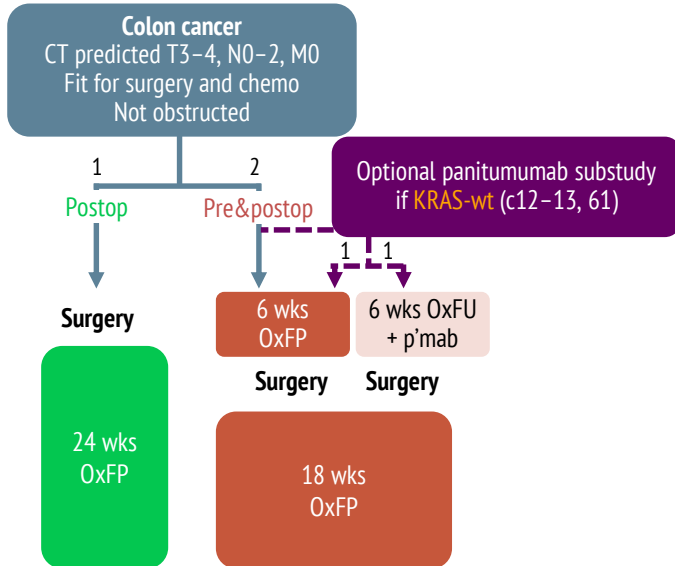 Colon cancer
CT predicted T3–4, N0–2, M0
Fit for surgery and chemo
Not obstructed
1
2
Postop
Pre&postop
Optional panitumumab substudy
if KRAS-wt (c12–13, 61)
1
1
6 wks
OxFP
6 wks OxFU
+ p'mab
Surgery
Surgery
Surgery
24 wks
OxFP
18 wks
OxFP